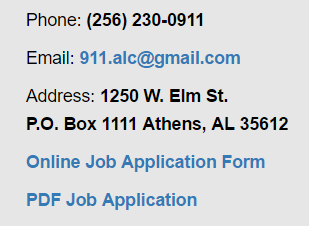 Phone: (256) 230-0911
Email: 911.alc@gmail.com
Address: 1250 W. Elm St.
P.O. Box 1111 Athens, AL 35612
Online Job Application Form
PDF Job Application